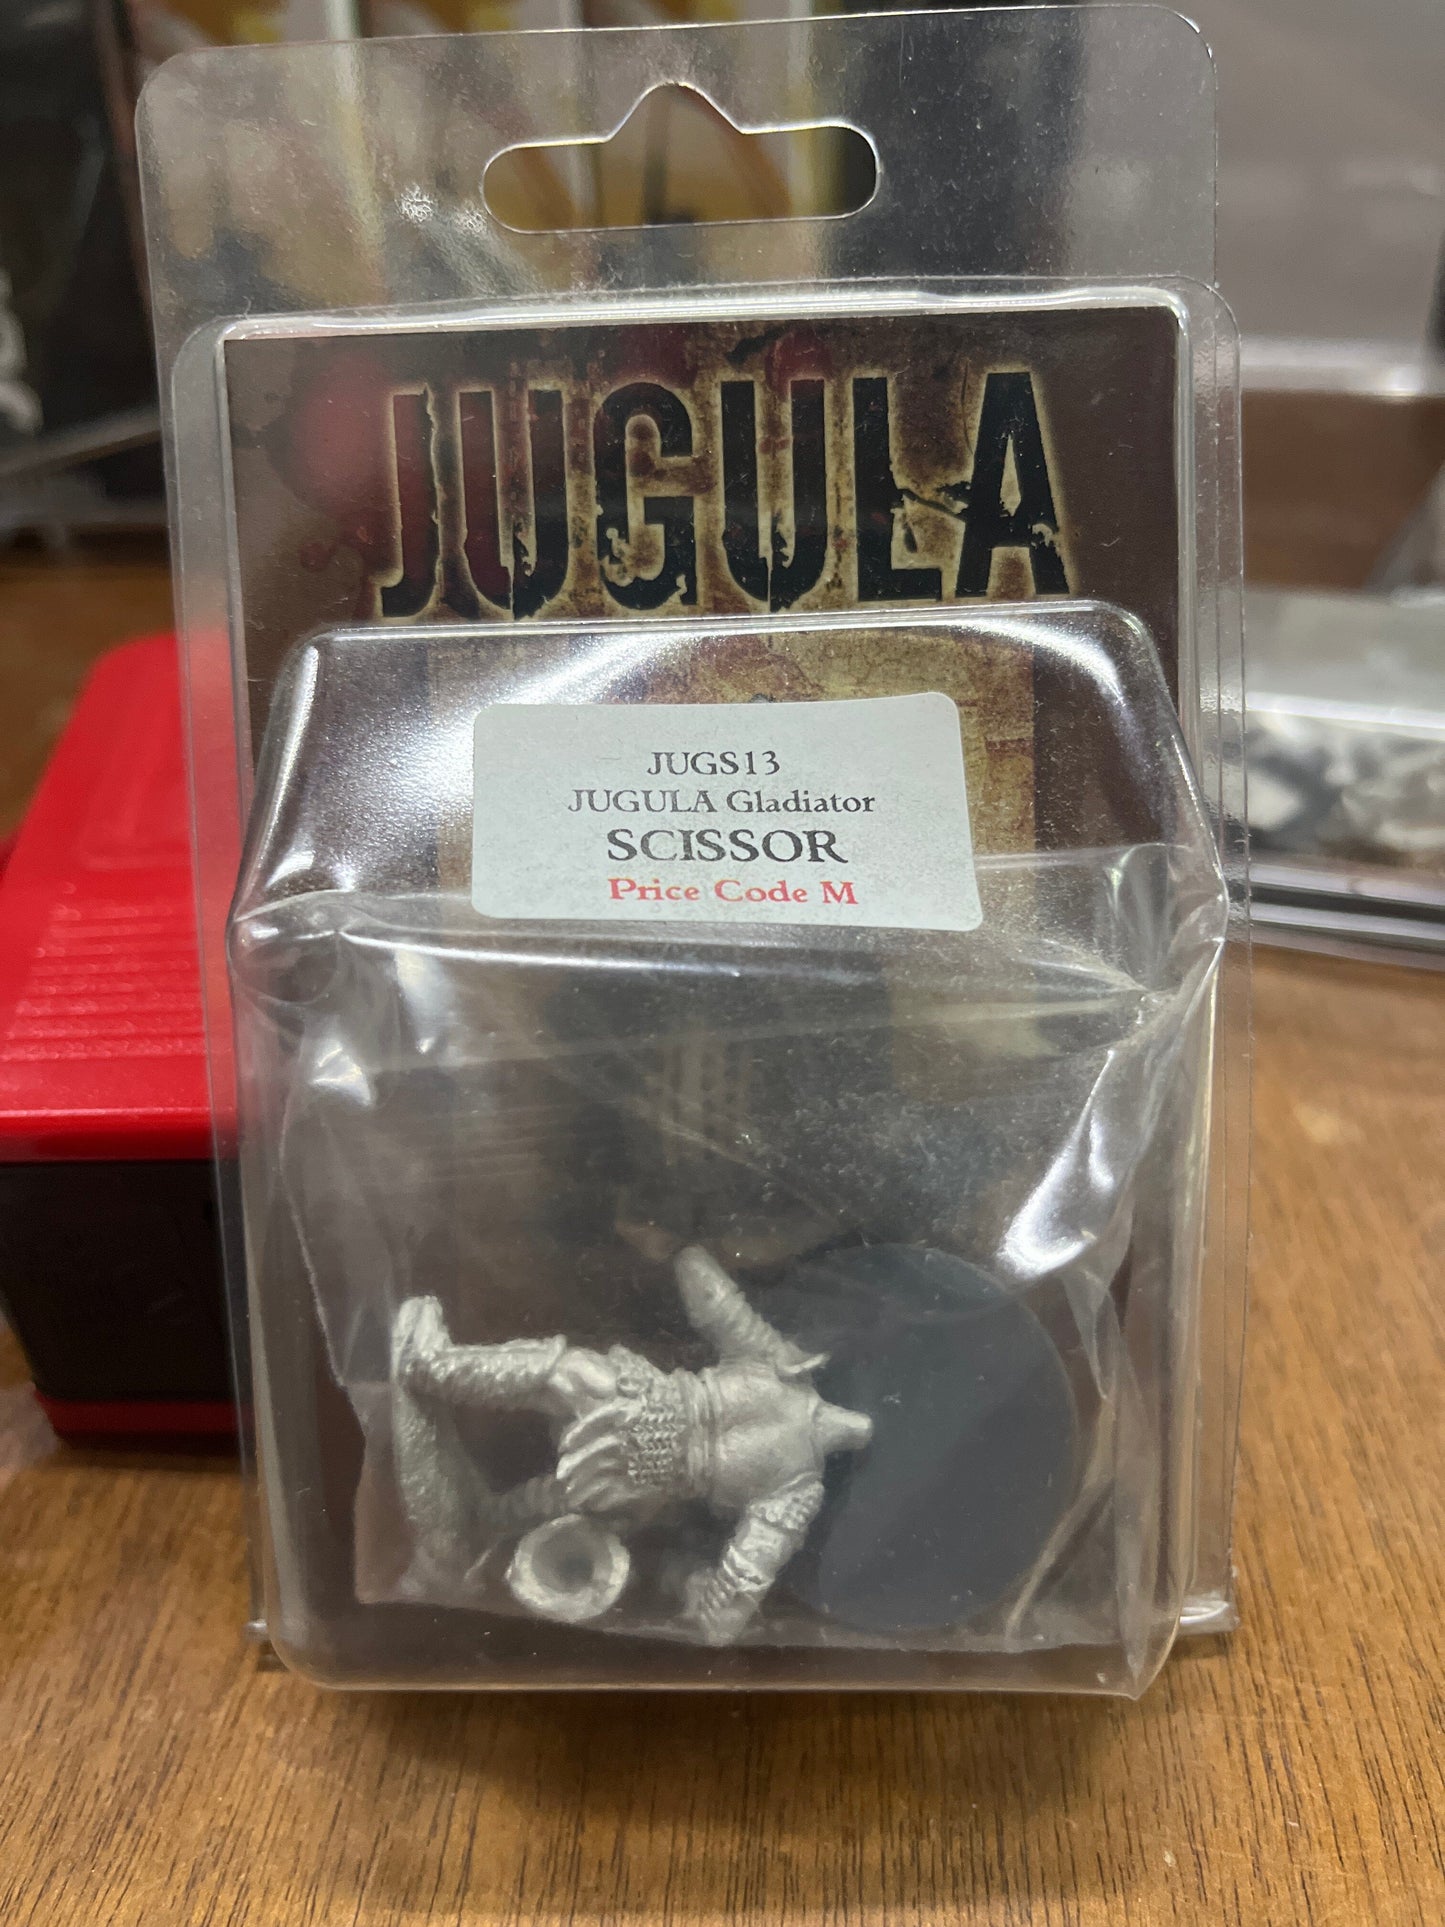 JUGULA
JUGS13
JUGULA Gladiator
SCISSOR
Price Code M